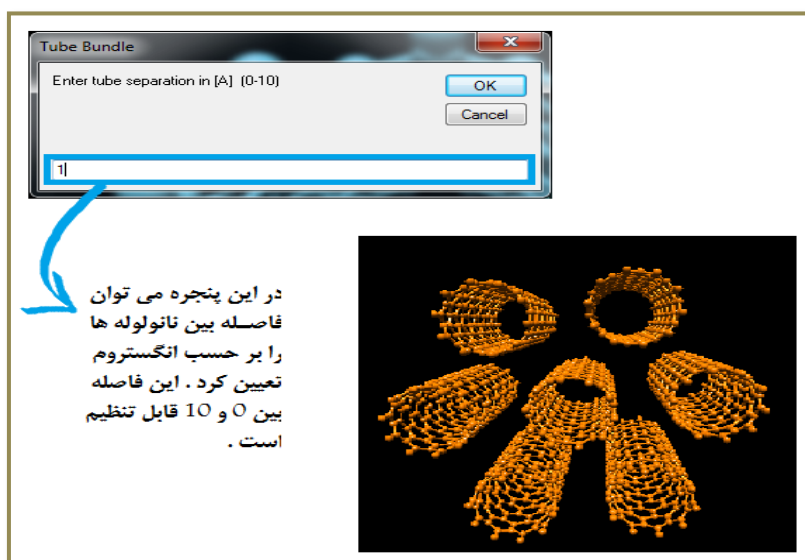 Tube Bundle
Enter tube separation in [A] (0-10)
OK
Cancel
1
در این پنجره می توان
فاصله بین نانولوله ها
را بر حسب انگستروم
تعیین کرد . این فاصله
بین 0 و 10 قابل تنظیم
است .